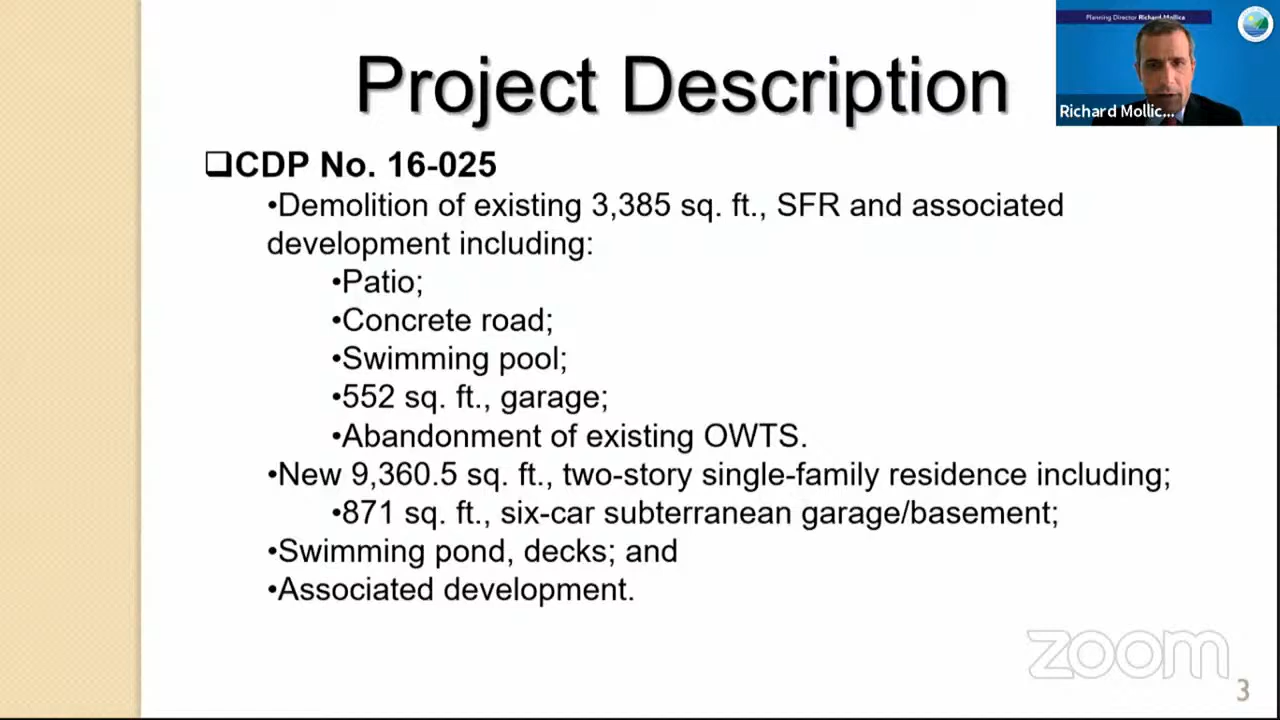 Planning Director Richard Mollica
Project Description
Richard Mollic...
❑CDP No. 16-025
•Demolition of existing 3,385 sq. ft., SFR and associated
development including:
•Patio;
•Concrete road;
•Swimming pool;
•552 sq. ft., garage;
•Abandonment of existing OWTS.
•New 9,360.5 sq. ft., two-story single-family residence including;
•871 sq. ft., six-car subterranean garage/basement;
•Swimming pond, decks; and
•Associated development.
zoom
3